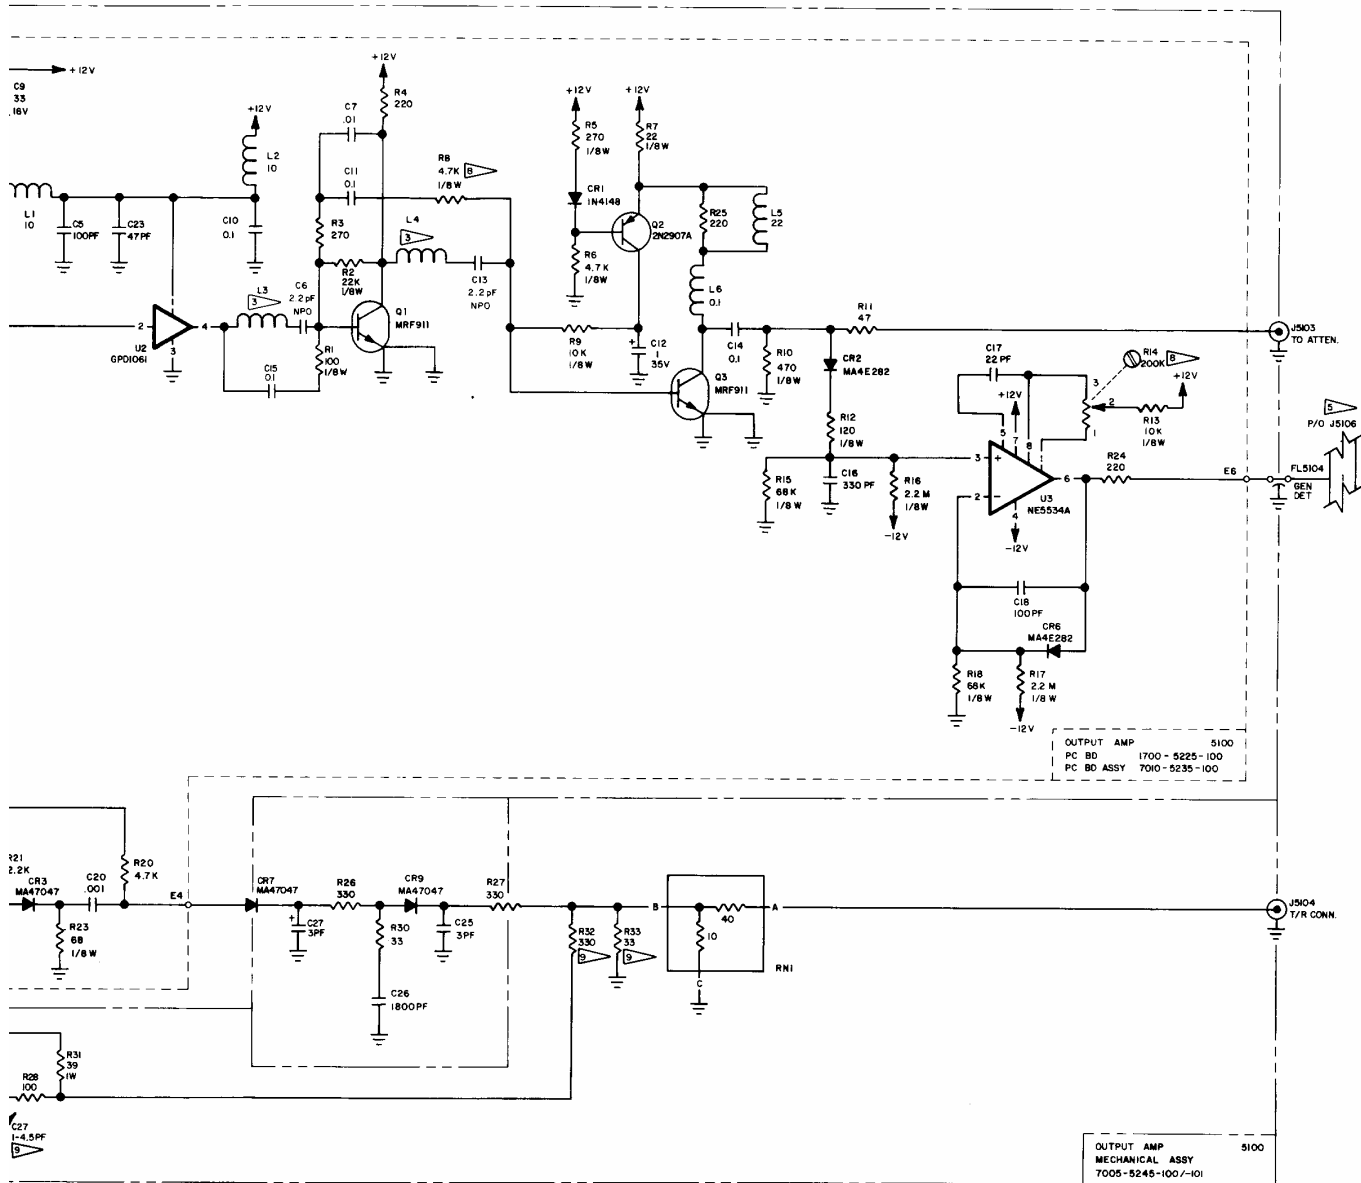 +12V
C9
33
16V
+12V
L2
10
L1
10
C5
100PF
C23
47PF
C10
0.1
+12V
R4
220
C7
.01
C11
0.1
R8
4.7K
1/8W
8
R3
270
L4
3
R2
22K
1/8W
C6
2.2pF
NPO
L3
3
C13
2.2pF
NPO
Q1
MRF911
2
4
3
U2
GPD1061
R1
100
1/8W
C15
0.1
+12V
R5
270
1/8W
+12V
R7
22
1/8W
CR1
1N4148
Q2
2N2907A
R25
220
L5
22
R6
4.7K
1/8W
L6
0.1
R9
10K
1/8W
+
C12
1
35V
C14
0.1
R10
470
1/8W
Q3
MRF911
R11
47
CR2
MA4E282
R12
120
1/8W
J5103
TO ATTEN.
C17
22PF
+12V
R14
200K
8
3
2
1
+12V
R13
10K
1/8W
5
P/O J5106
5
7
8
1
3
+
2
−
4
6
R24
220
E6
FL5104
GEN
DET
U3
NE5534A
-12V
R15
68K
1/8W
C16
330PF
R16
2.2M
1/8W
-12V
C18
100PF
CR6
MA4E282
R18
68K
1/8W
R17
2.2M
1/8W
-12V
OUTPUT AMP 5100
PC BD 1700-5225-100
PC BD ASSY 7010-5235-100
R21
2.2K
CR3
MA47047
C20
.001
R20
4.7K
E4
R23
68
1/8W
CR7
MA47047
R26
330
CR9
MA47047
R27
330
+
C27
3PF
R30
33
C25
3PF
C26
1800PF
R32
330
9
R33
33
9
B
40
A
10
C
RN1
J5104
T/R CONN.
R31
39
1W
R28
100
C27
1-4.5PF
9
OUTPUT AMP 5100
MECHANICAL ASSY
7005-5245-100/-101